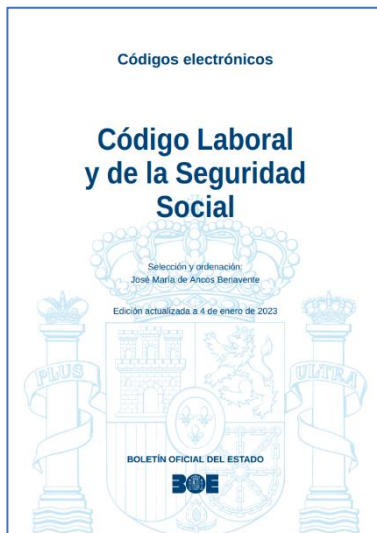 Códigos electrónicos
Código Laboral
y de la Seguridad
Social
Selección y ordenación:
José María de Ancos Benavente
Edición actualizada a 4 de enero de 2023
PLUS
ULTRA
BOLETÍN OFICIAL DEL ESTADO
BOE